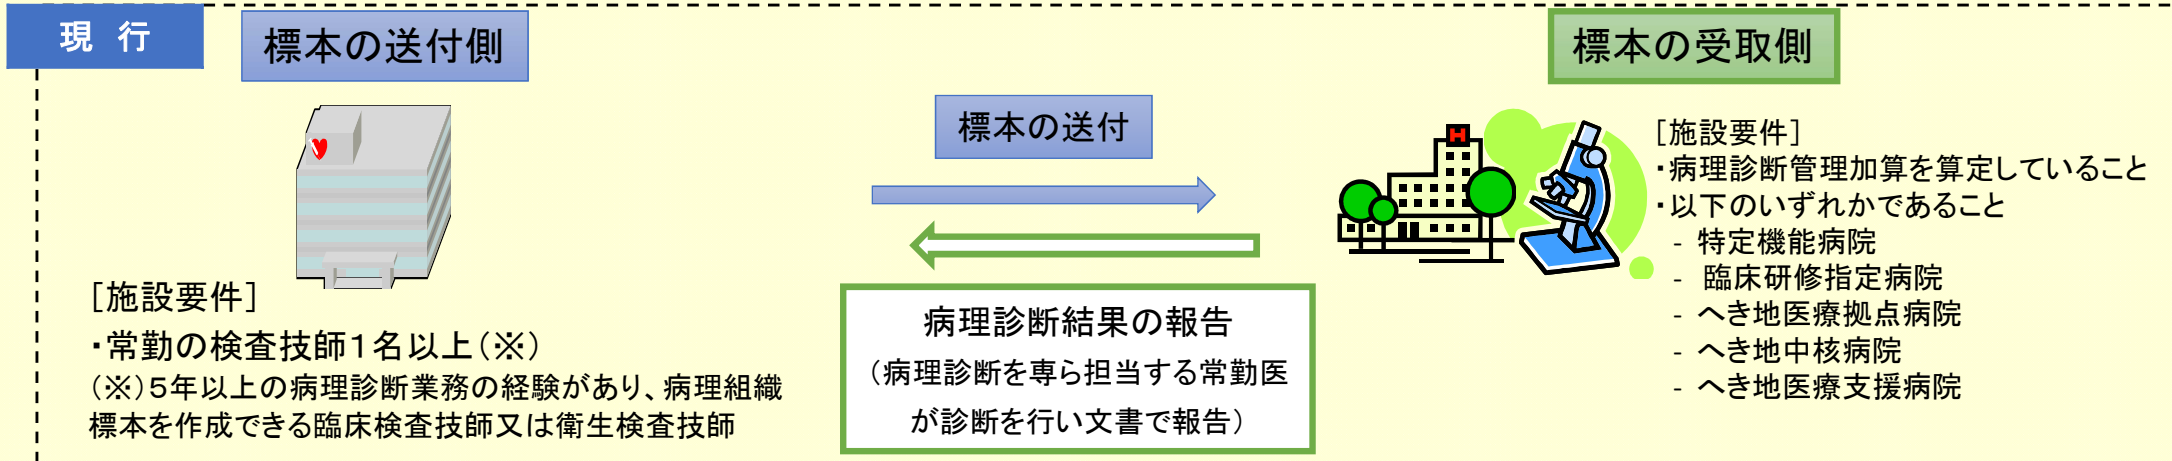 現 行
標本の送付側
標本の受取側
標本の送付
[施設要件]
・常勤の検査技師1名以上(※)
(※)5年以上の病理診断業務の経験があり、病理組織
標本を作成できる臨床検査技師又は衛生検査技師
病理診断結果の報告
(病理診断を専ら担当する常勤医
が診断を行い文書で報告)
H
[施設要件]
・病理診断管理加算を算定していること
・以下のいずれかであること
- 特定機能病院
- 臨床研修指定病院
- へき地医療拠点病院
- へき地中核病院
- へき地医療支援病院